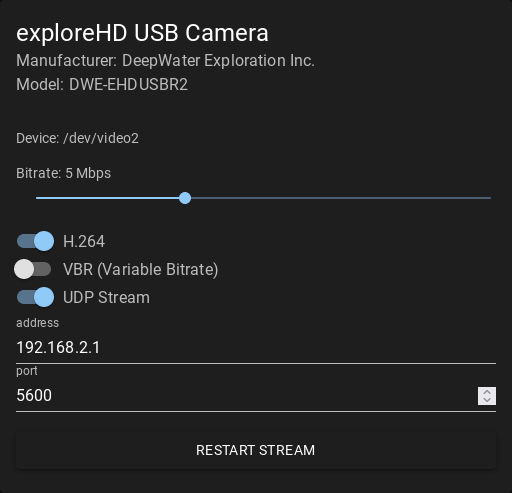 exploreHD USB Camera
Manufacturer: DeepWater Exploration Inc.
Model: DWE-EHDUSBR2
Device: /dev/video2
Bitrate: 5 Mbps
H.264
VBR (Variable Bitrate)
UDP Stream
address
192.168.2.1
port
5600
RESTART STREAM